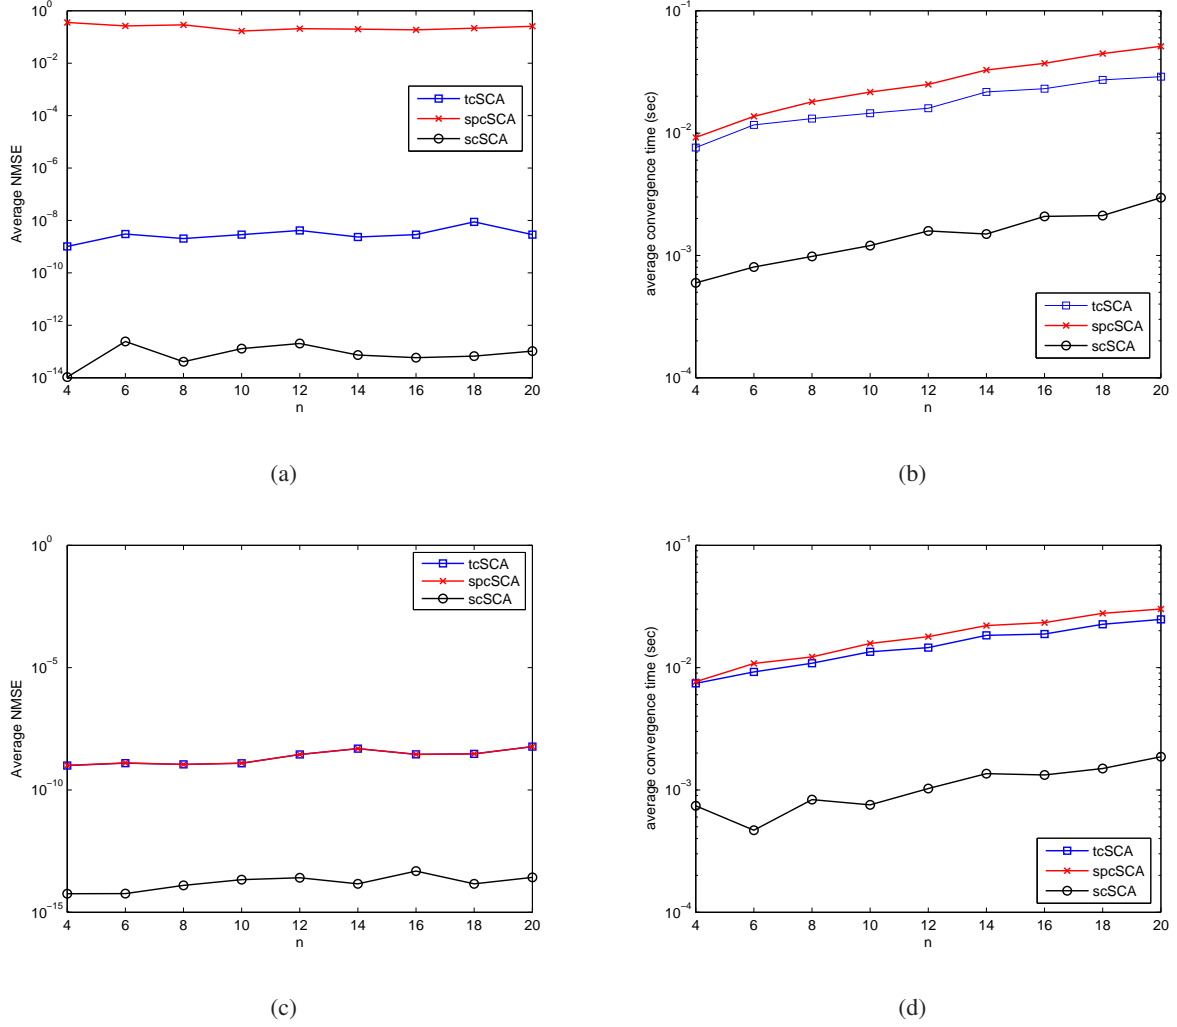 10^0
10^-2
10^-4
10^-6
10^-8
10^-10
10^-12
10^-14
Average NMSE
tcSCA
spcSCA
scSCA
4 6 8 10 12 14 16 18 20
n
(a)
10^-1
10^-2
10^-3
10^-4
average convergence time (sec)
tcSCA
spcSCA
scSCA
4 6 8 10 12 14 16 18 20
n
(b)
10^0
10^-5
10^-10
10^-15
Average NMSE
tcSCA
spcSCA
scSCA
4 6 8 10 12 14 16 18 20
n
(c)
10^-1
10^-2
10^-3
10^-4
average convergence time (sec)
tcSCA
spcSCA
scSCA
4 6 8 10 12 14 16 18 20
n
(d)